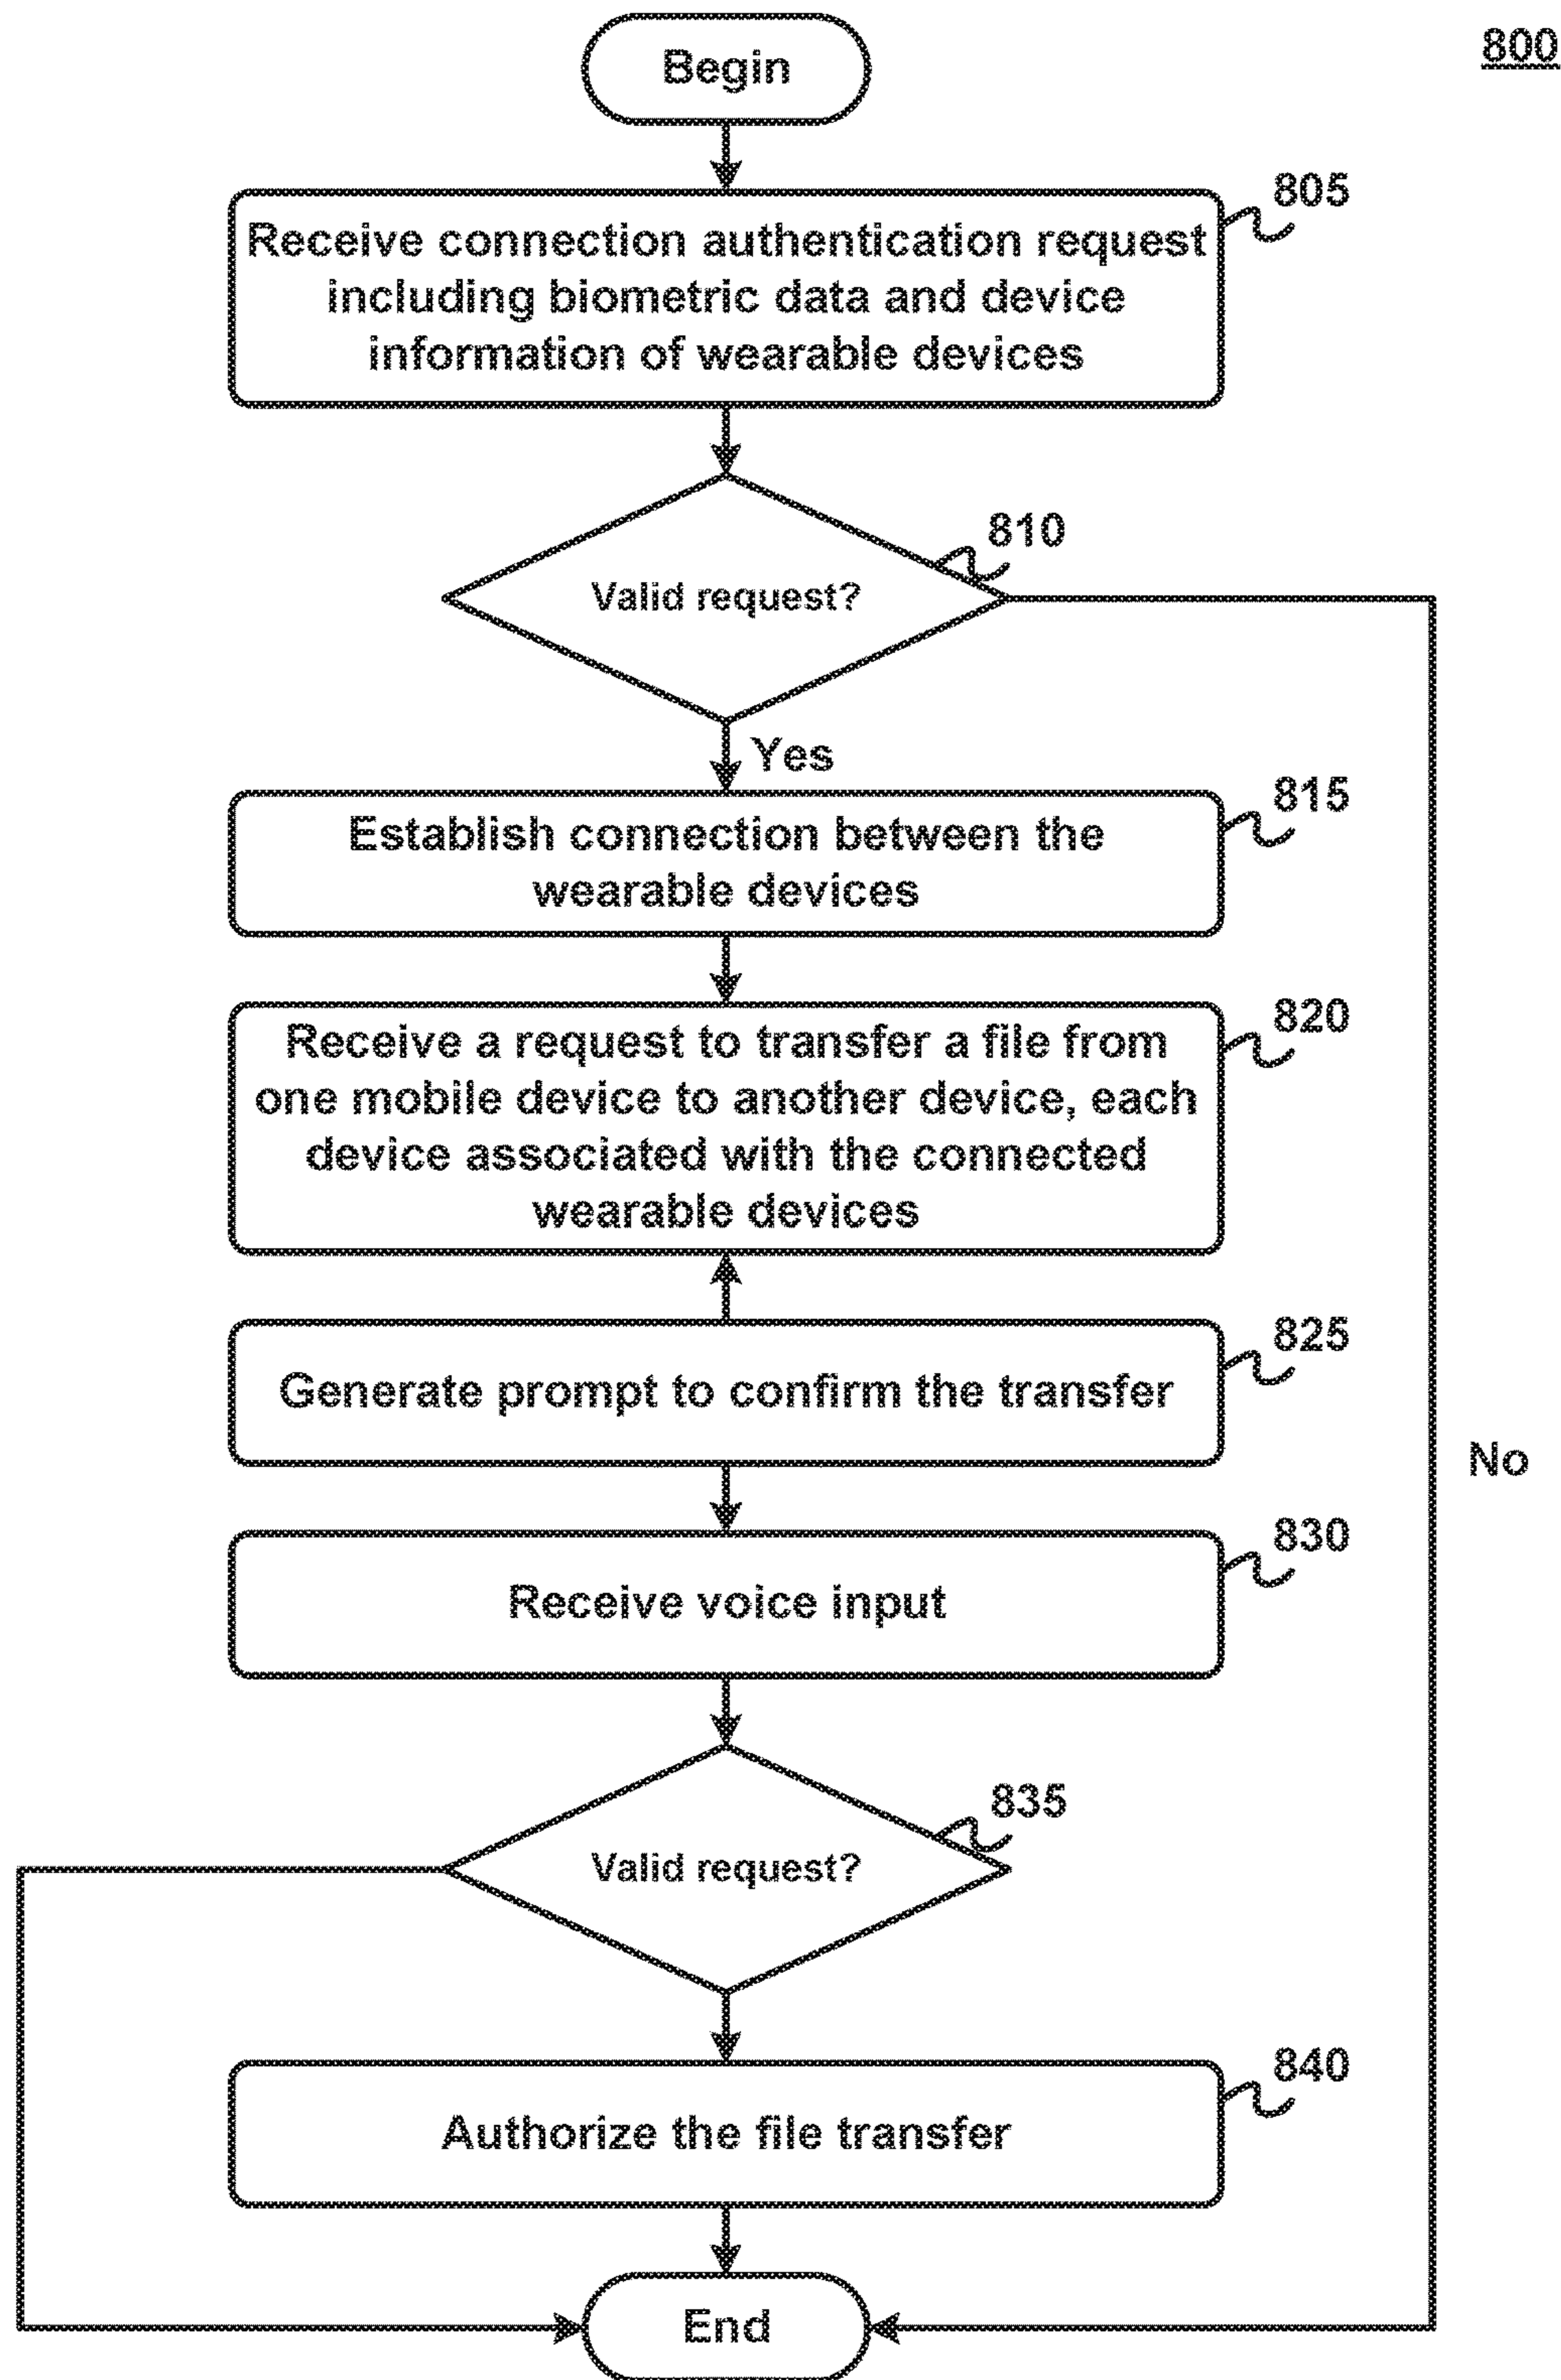 800
Begin
805
Receive connection authentication request
including biometric data and device
information of wearable devices
810
Valid request?
Yes
815
Establish connection between the
wearable devices
820
Receive a request to transfer a file from
one mobile device to another device, each
device associated with the connected
wearable devices
825
Generate prompt to confirm the transfer
No
830
Receive voice input
835
Valid request?
840
Authorize the file transfer
End